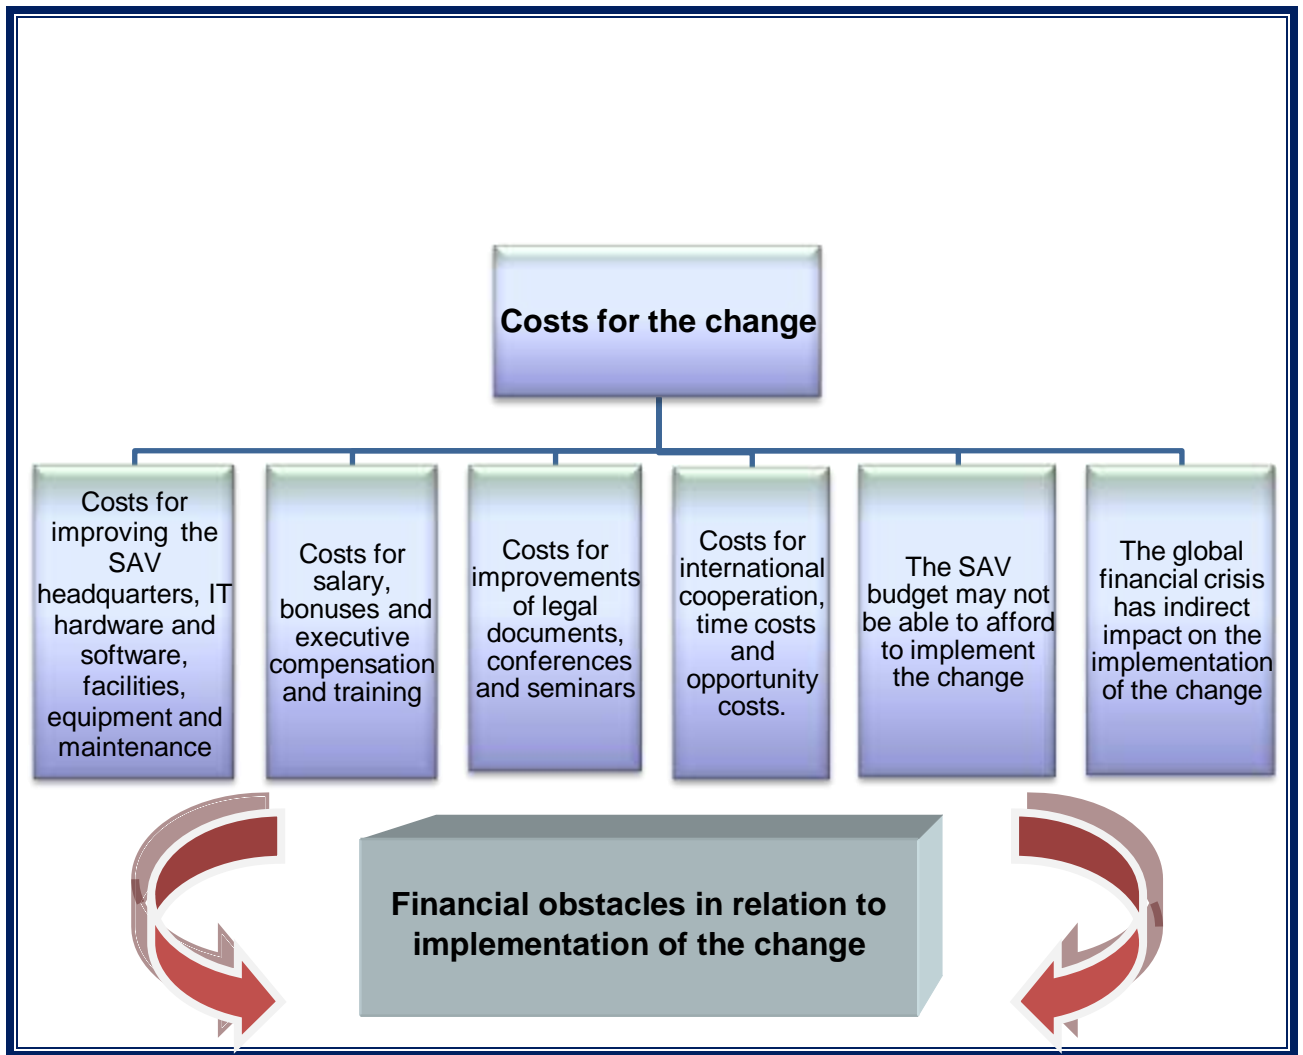 Costs for the change
Costs for
improving the
SAV
headquarters, IT
hardware and
software,
facilities,
equipment and
maintenance
Costs for
salary,
bonuses and
executive
compensation
and training
Costs for
improvements
of legal
documents,
conferences
and seminars
Costs for
international
cooperation,
time costs
and
opportunity
costs.
The SAV
budget may not
be able to afford
to implement
the change
The global
financial crisis
has indirect
impact on the
implementation
of the change
Financial obstacles in relation to
implementation of the change